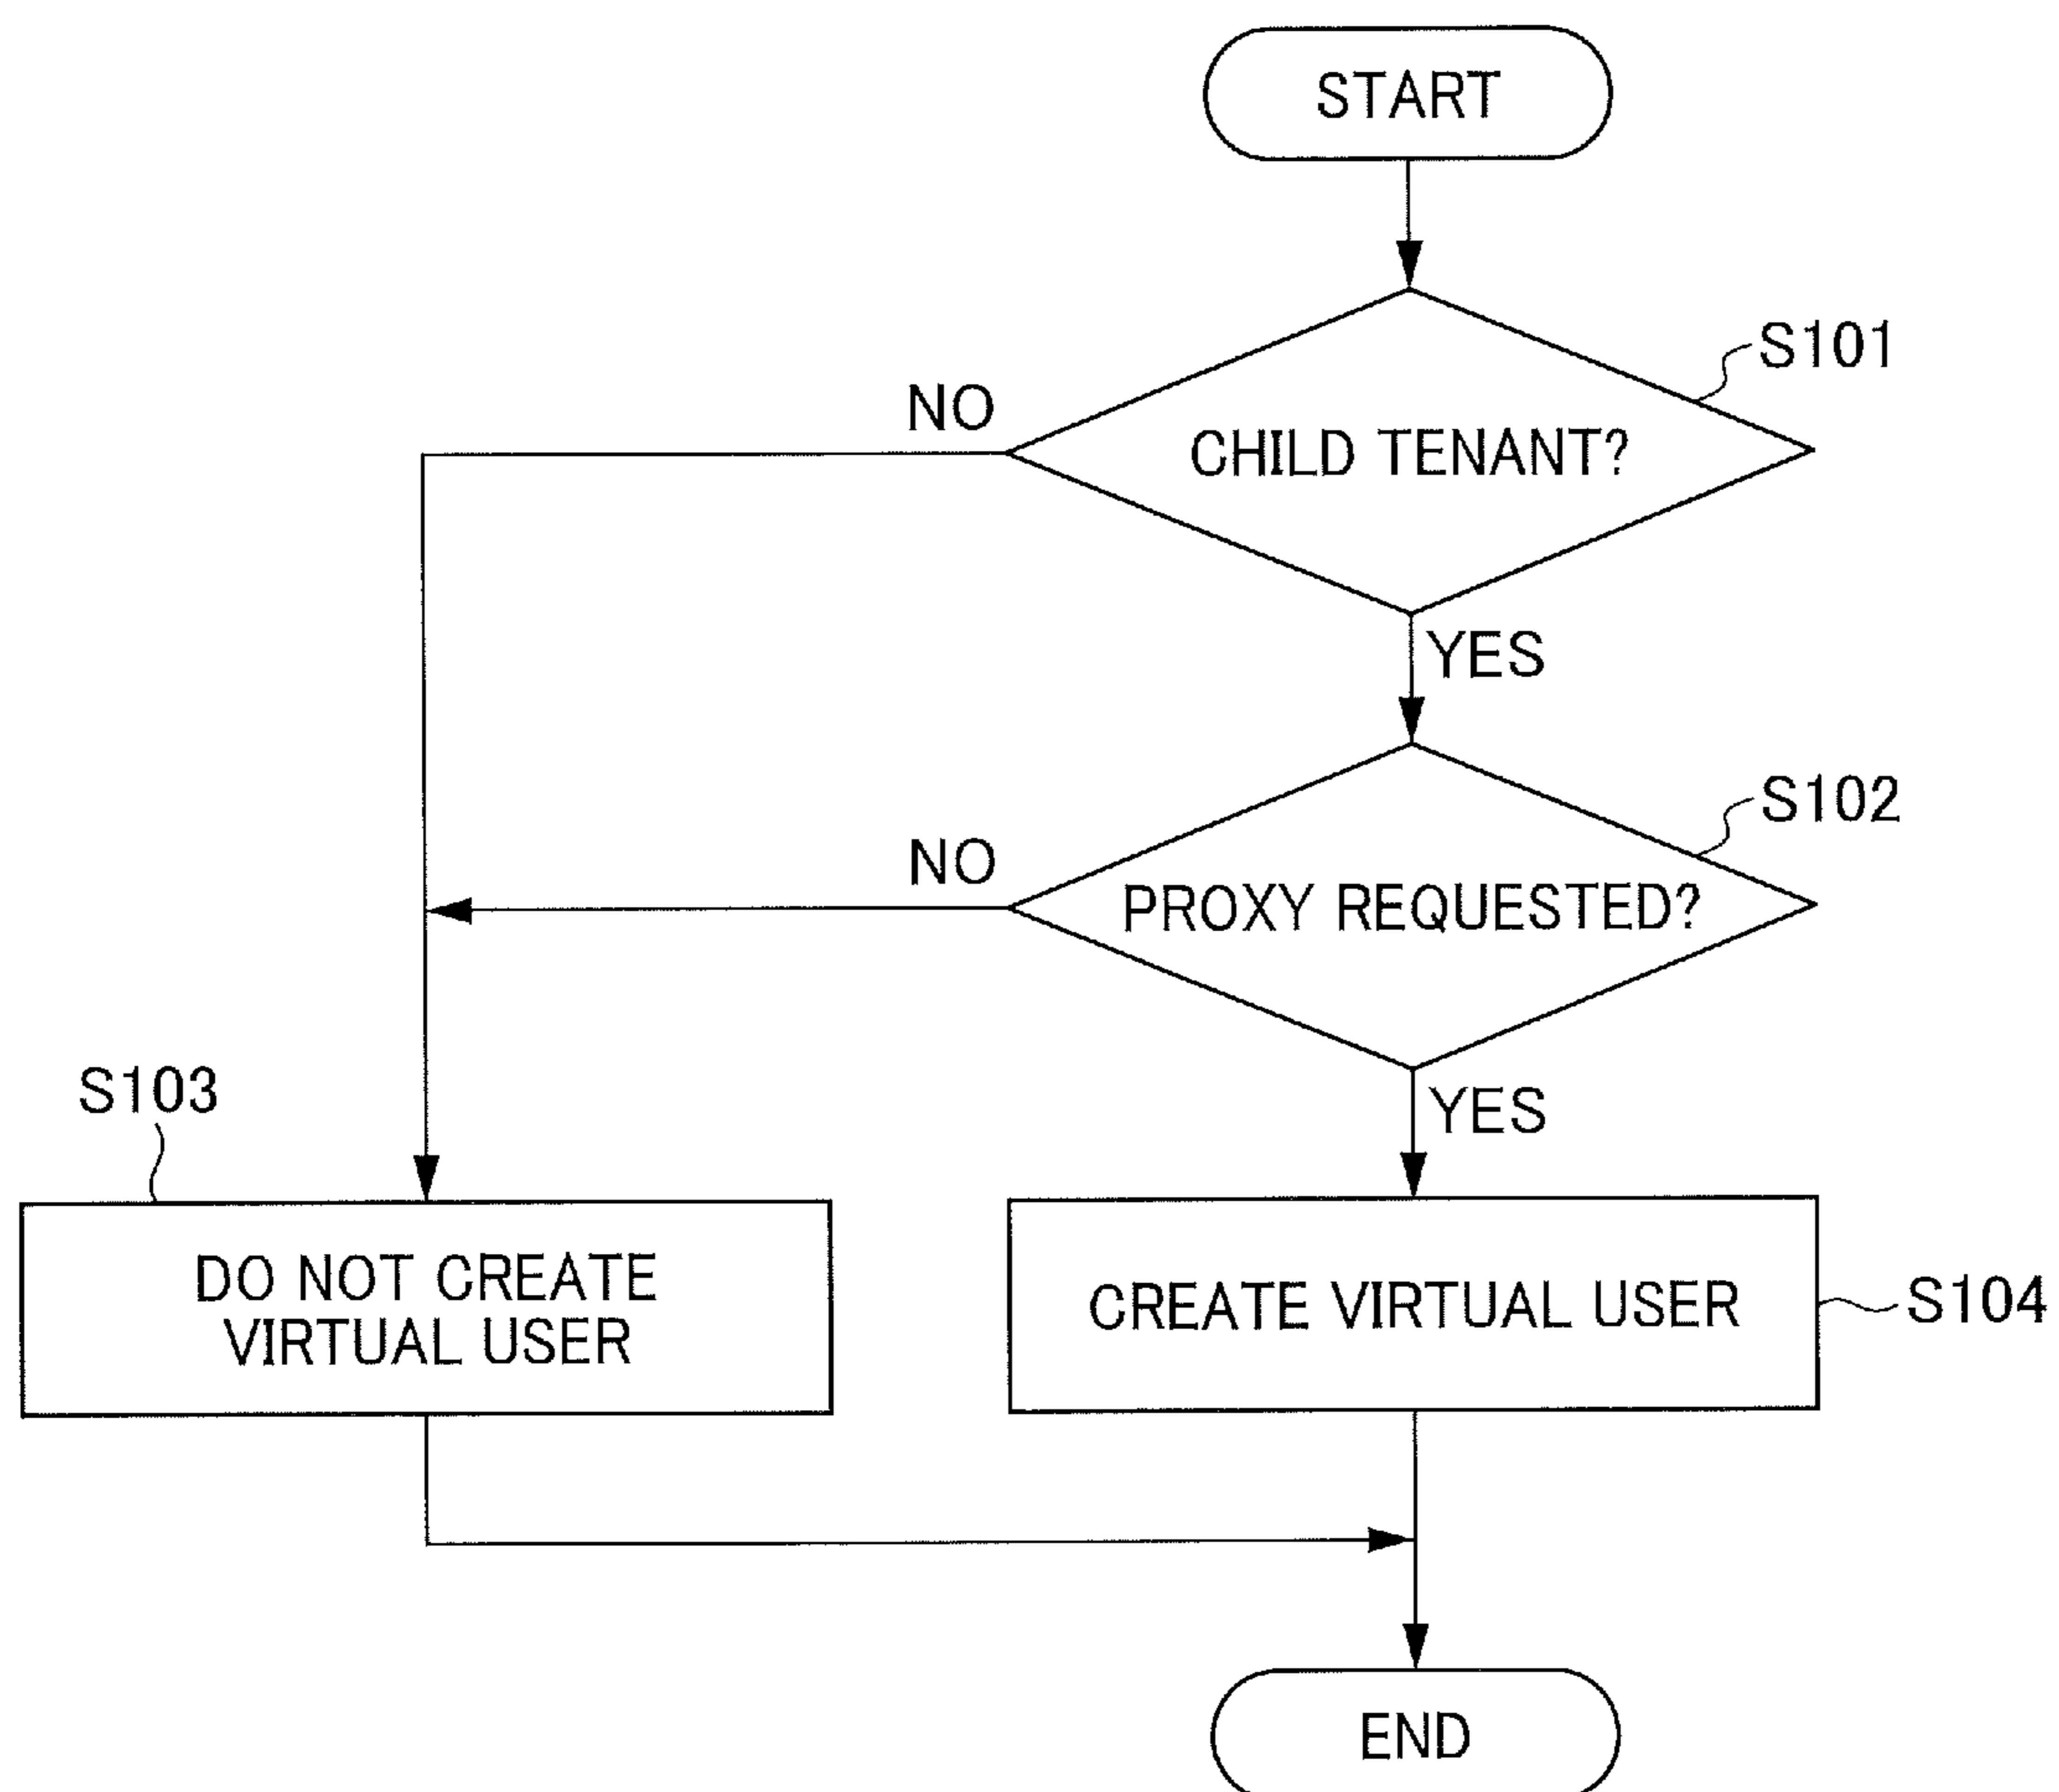 START
S101
NO
CHILD TENANT?
YES
S102
NO
PROXY REQUESTED?
S103
YES
DO NOT CREATE
VIRTUAL USER
CREATE VIRTUAL USER
S104
END